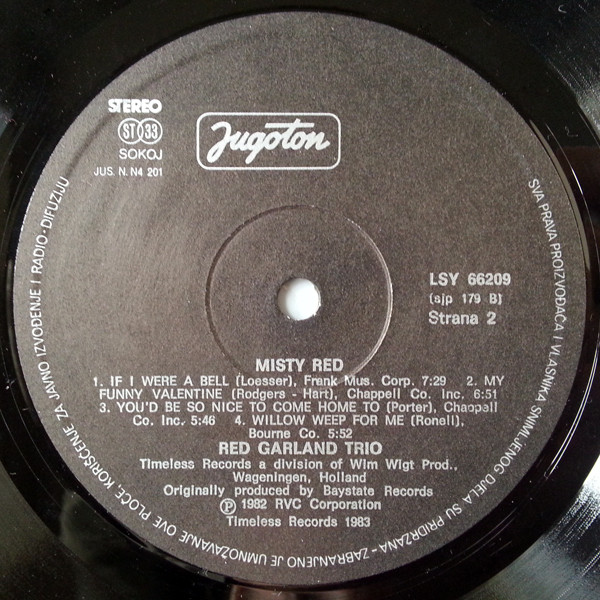 STEREO
ST 33
SOKOJ
JUS. N. N4 201
Jugoton
LSY 66209
(sjp 179 B)
Strana 2
MISTY RED
1. IF I WERE A BELL (Loesser), Frank Mus. Corp. 7:29 2. MY
FUNNY VALENTINE (Rodgers - Hart), Chappell Co. Inc. 6:51
3. YOU'D BE SO NICE TO COME HOME TO (Porter), Chappell
Co. Inc. 5:46 4. WILLOW WEEP FOR ME (Ronell),
Bourne Co. 5:52
RED GARLAND TRIO
Timeless Records a division of Wim Wigt Prod.,
Wageningen, Holland
Originally produced by Baystate Records
Ⓟ 1982 RVC Corporation
Timeless Records 1983
SVA PRAVA PROIZVOĐAČA I VLASNIKA SNIMLJENOG DJELA SU PRIDRŽANA - ZABRANJENO JE UMNOŽAVANJE OVE PLOČE, KORIŠĆENJE ZA JAVNO IZVOĐENJE I RADIO-DIFUZIJU